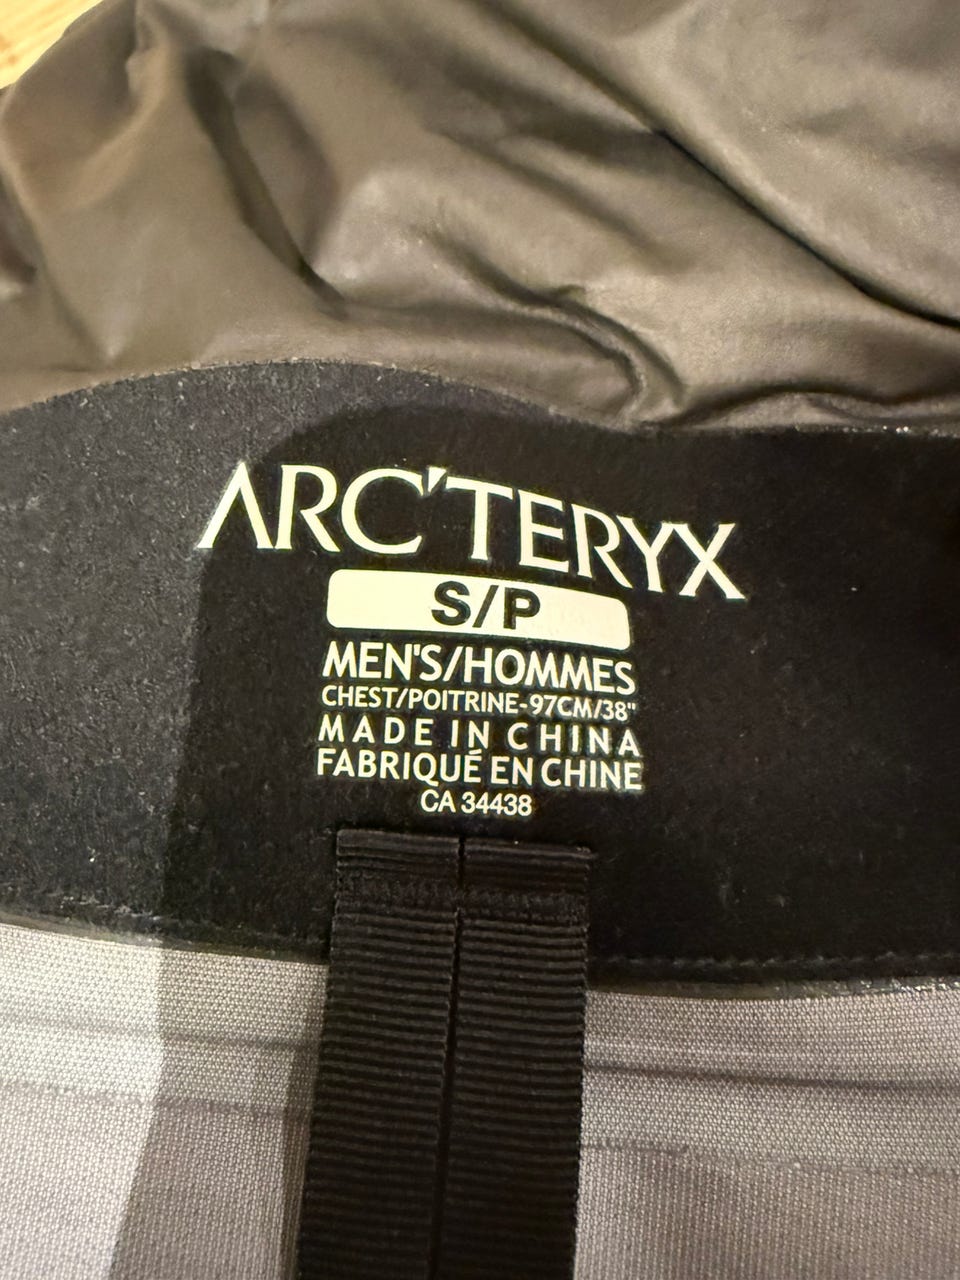 ARC'TERYX
S/P
MEN'S/HOMMES
CHEST/POITRINE-97CM/38"
MADE IN CHINA
FABRIQUÉ EN CHINE
CA 34438